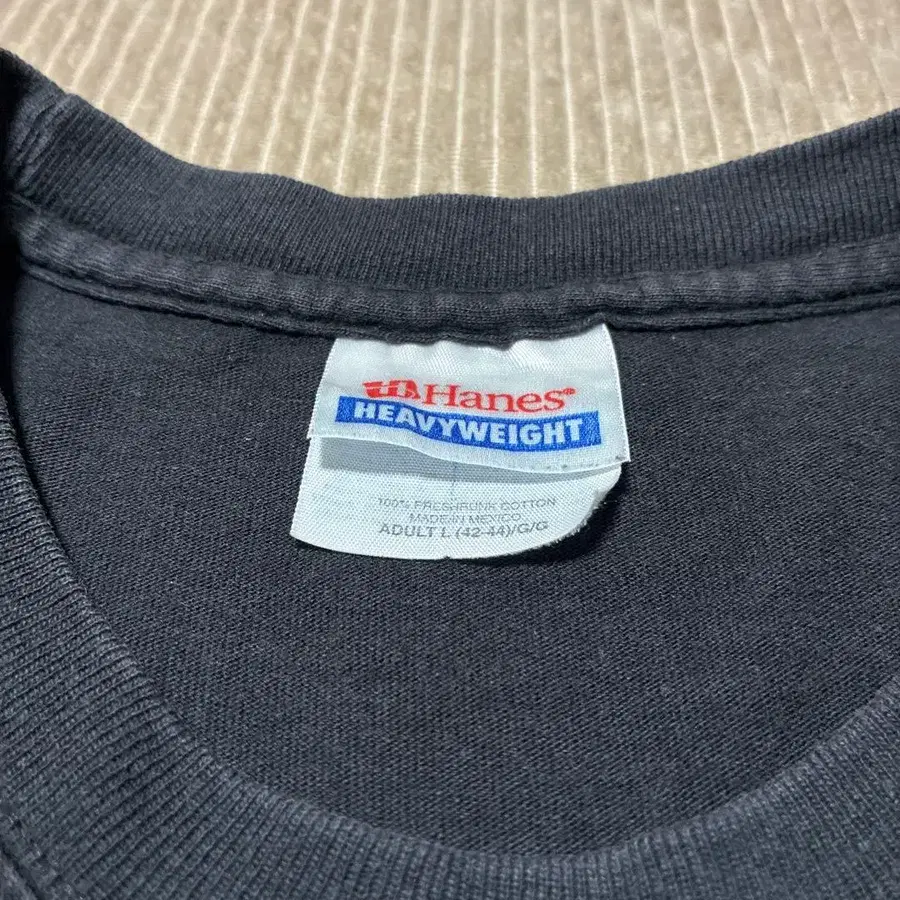 Hanes®
HEAVYWEIGHT
100% PRESHRUNK COTTON
MADE IN MEXICO
ADULT L (42-44)/G/G